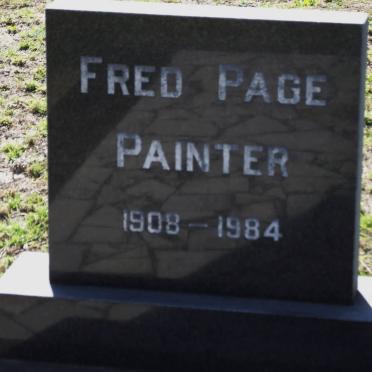 FRED PAGE
PAINTER
1908-1984